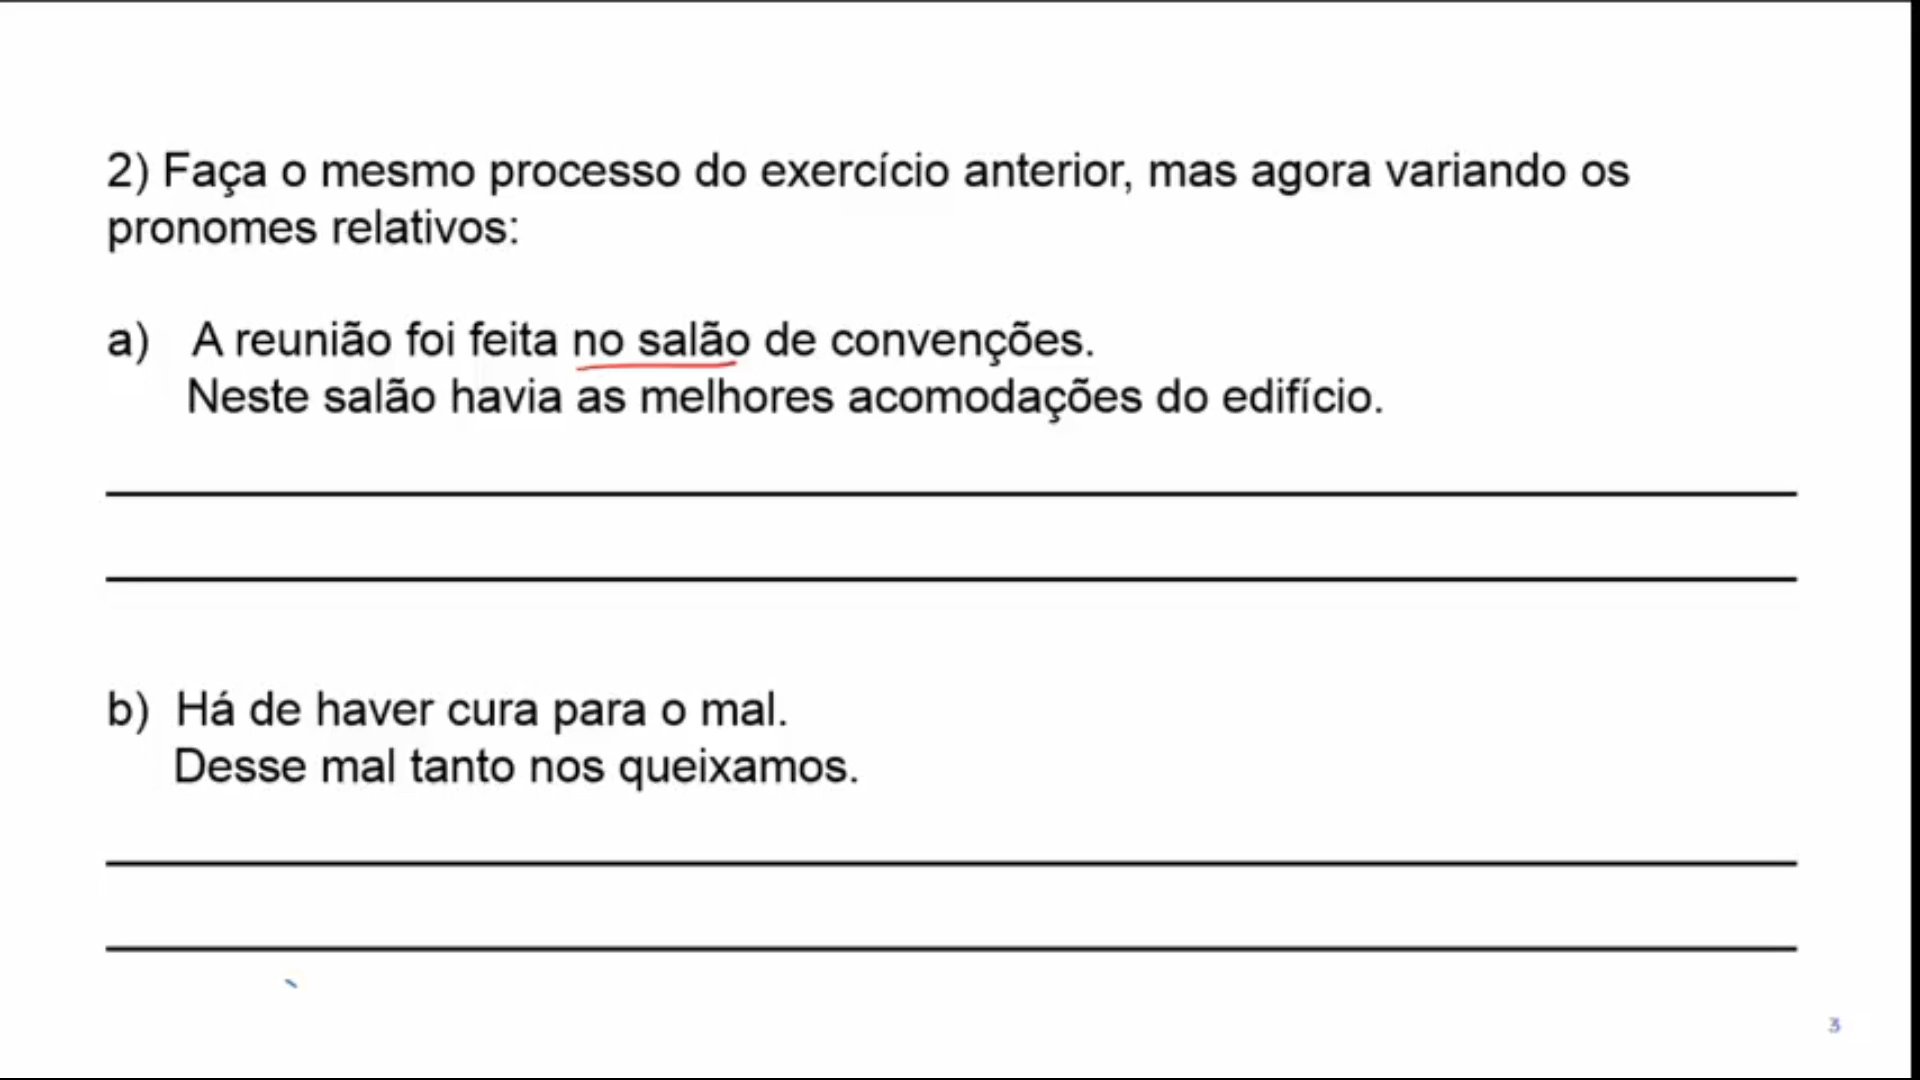 2) Faça o mesmo processo do exercício anterior, mas agora variando os
pronomes relativos:
a) A reunião foi feita no salão de convenções.
Neste salão havia as melhores acomodações do edifício.
b) Há de haver cura para o mal.
Desse mal tanto nos queixamos.
3